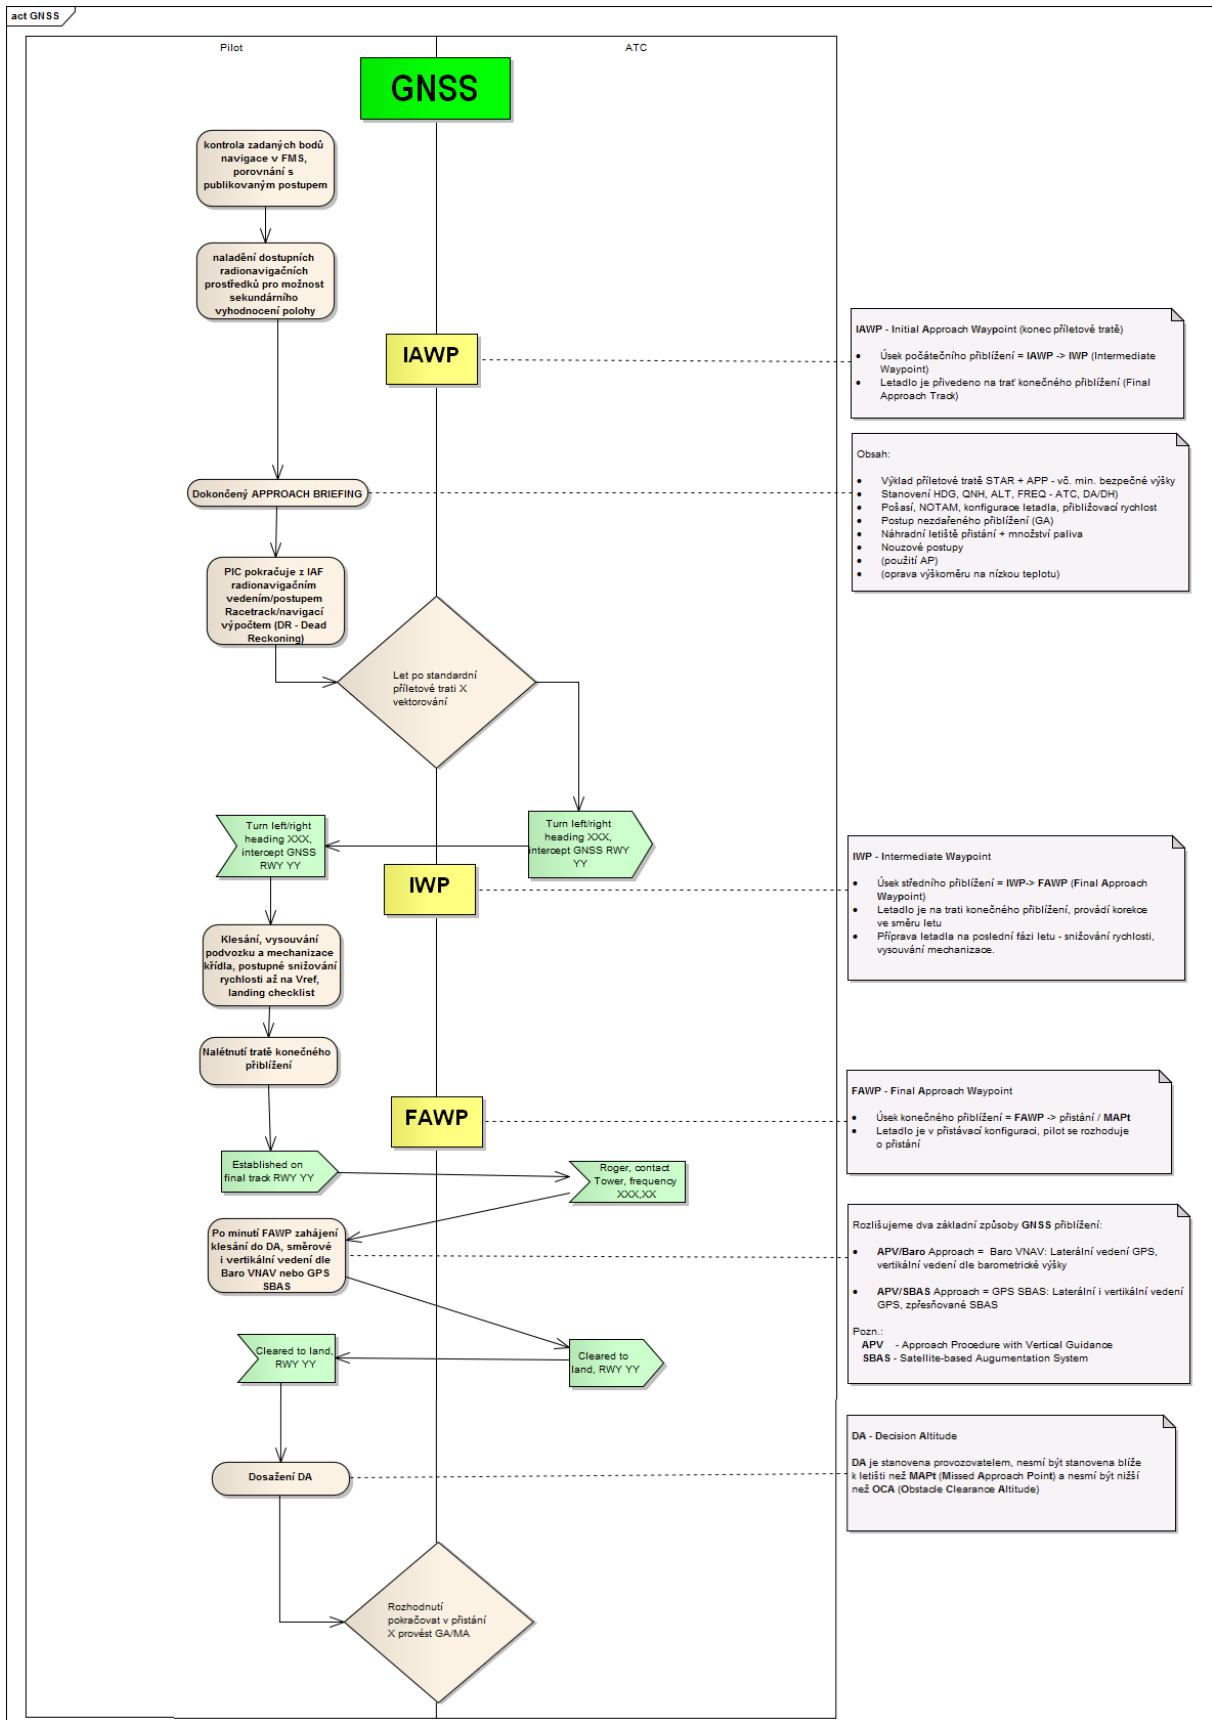 act GNSS
Pilot
ATC
GNSS
kontrola zadaných bodů
navigace v FMS,
porovnání s
publikovaným postupem
naladění dostupních
radionavigačních
prostředků pro možnost
sekundárního
vyhodnocení polohy
IAWP
IAWP - Initial Approach Waypoint (konec příletové tratě)
• Úsek počátečního přiblížení = IAWP -> IWP (Intermediate
Waypoint)
• Letadlo je přivedeno na trať konečného přiblížení (Final
Approach Track)
Dokončený APPROACH BRIEFING
Obsah:
• Výklad příletové tratě STAR + APP - vč. min. bezpečné výšky
• Stanovení HDG, QNH, ALT, FREQ - ATC, DA/DH)
• Pošasí, NOTAM, konfigurace letadla, přibližovací rychlost
• Postup nezdařeného přiblížení (GA)
• Náhradní letiště přistání + množství paliva
• Nouzové postupy
• (použití AP)
• (oprava výškoměru na nízkou teplotu)
PIC pokračuje z IAF
radionavigačním
vedením/postupem
Racetrack/navigací
výpočtem (DR - Dead
Reckoning)
Let po standardní
příletové trati X
vektorování
Turn left/right
heading XXX,
intercept GNSS
RWY YY
Turn left/right
heading XXX,
intercept GNSS RWY
YY
IWP
IWP - Intermediate Waypoint
• Úsek středního přiblížení = IWP-> FAWP (Final Approach
Waypoint)
• Letadlo je na trati konečného přiblížení, provádí korekce
ve směru letu
• Příprava letadla na poslední fázi letu - snižování rychlosti,
vysouvání mechanizace.
Klesání, vysouvání
podvozku a mechanizace
křídla, postupné snižování
rychlosti až na Vref,
landing checklist
Nalétnutí tratě konečného
přiblížení
FAWP
FAWP - Final Approach Waypoint
• Úsek konečného přiblížení = FAWP -> přistání / MAPt
• Letadlo je v přistávací konfiguraci, pilot se rozhoduje
o přistání
Established on
final track RWY YY
Roger, contact
Tower, frequency
XXX,XX
Po minutí FAWP zahájení
klesání do DA, směrové
i vertikální vedení dle
Baro VNAV nebo GPS
SBAS
Rozlišujeme dva základní způsoby GNSS přiblížení:
• APV/Baro Approach = Baro VNAV: Laterální vedení GPS,
vertikální vedení dle barometrické výšky
• APV/SBAS Approach = GPS SBAS: Laterální i vertikální vedení
GPS, zpřesňované SBAS
Pozn.:
APV - Approach Procedure with Vertical Guidance
SBAS - Satellite-based Augumentation System
Cleared to land,
RWY YY
Cleared to
land, RWY YY
DA - Decision Altitude
DA je stanovena provozovatelem, nesmí být stanovena blíže
k letišti než MAPt (Missed Approach Point) a nesmí být nižší
než OCA (Obstacle Clearance Altitude)
Dosažení DA
Rozhodnutí
pokračovat v přistání
X provést GA/MA